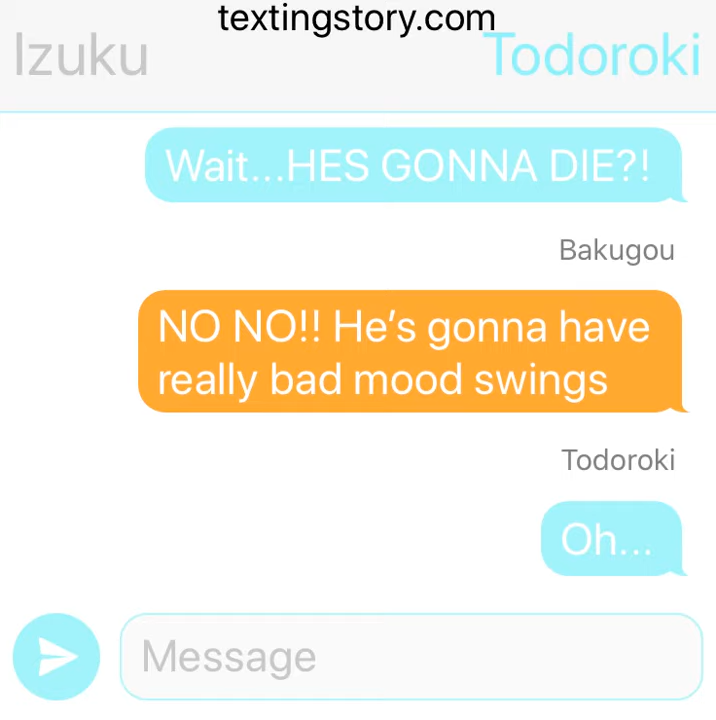 textingstory.com
Izuku
Todoroki
Wait...HES GONNA DIE?!
Bakugou
NO NO!! He’s gonna have
really bad mood swings
Todoroki
Oh...
Message